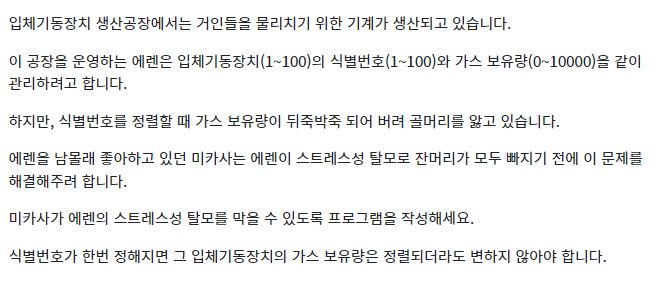 입체기동장치 생산공장에서는 거인들을 물리치기 위한 기계가 생산되고 있습니다.
이 공장을 운영하는 에렌은 입체기동장치(1~100)의 식별번호(1~100)와 가스 보유량(0~10000)을 같이
관리하려고 합니다.
하지만, 식별번호를 정렬할 때 가스 보유량이 뒤죽박죽 되어 버려 골머리를 앓고 있습니다.
에렌을 남몰래 좋아하고 있던 미카사는 에렌이 스트레스성 탈모로 잔머리가 모두 빠지기 전에 이 문제를
해결해주려 합니다.
미카사가 에렌의 스트레스성 탈모를 막을 수 있도록 프로그램을 작성해세요.
식별번호가 한번 정해지면 그 입체기동장치의 가스 보유량은 정렬되더라도 변하지 않아야 합니다.